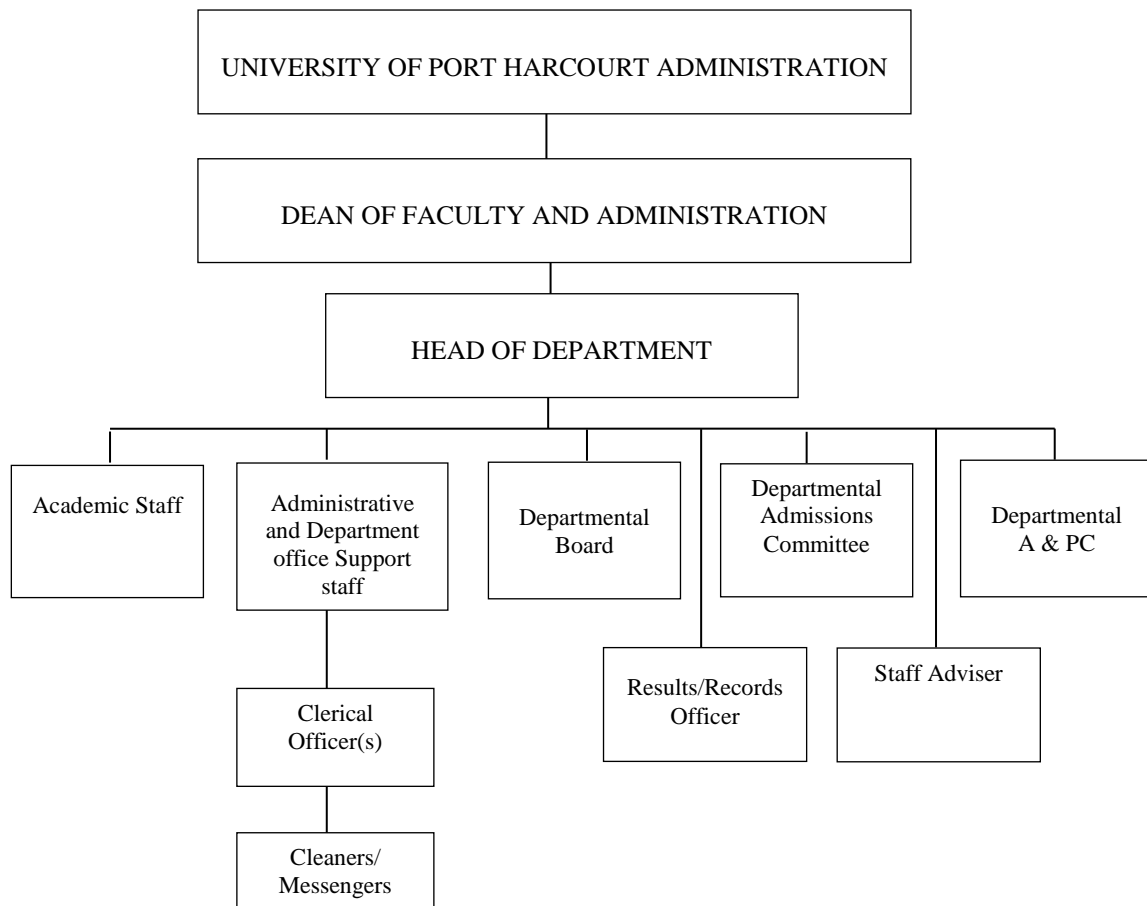 UNIVERSITY OF PORT HARCOURT ADMINISTRATION
DEAN OF FACULTY AND ADMINISTRATION
HEAD OF DEPARTMENT
Academic Staff
Administrative
and Department
office Support
staff
Departmental
Board
Departmental
Admissions
Committee
Departmental
A & PC
Results/Records
Officer
Staff Adviser
Clerical
Officer(s)
Cleaners/
Messengers